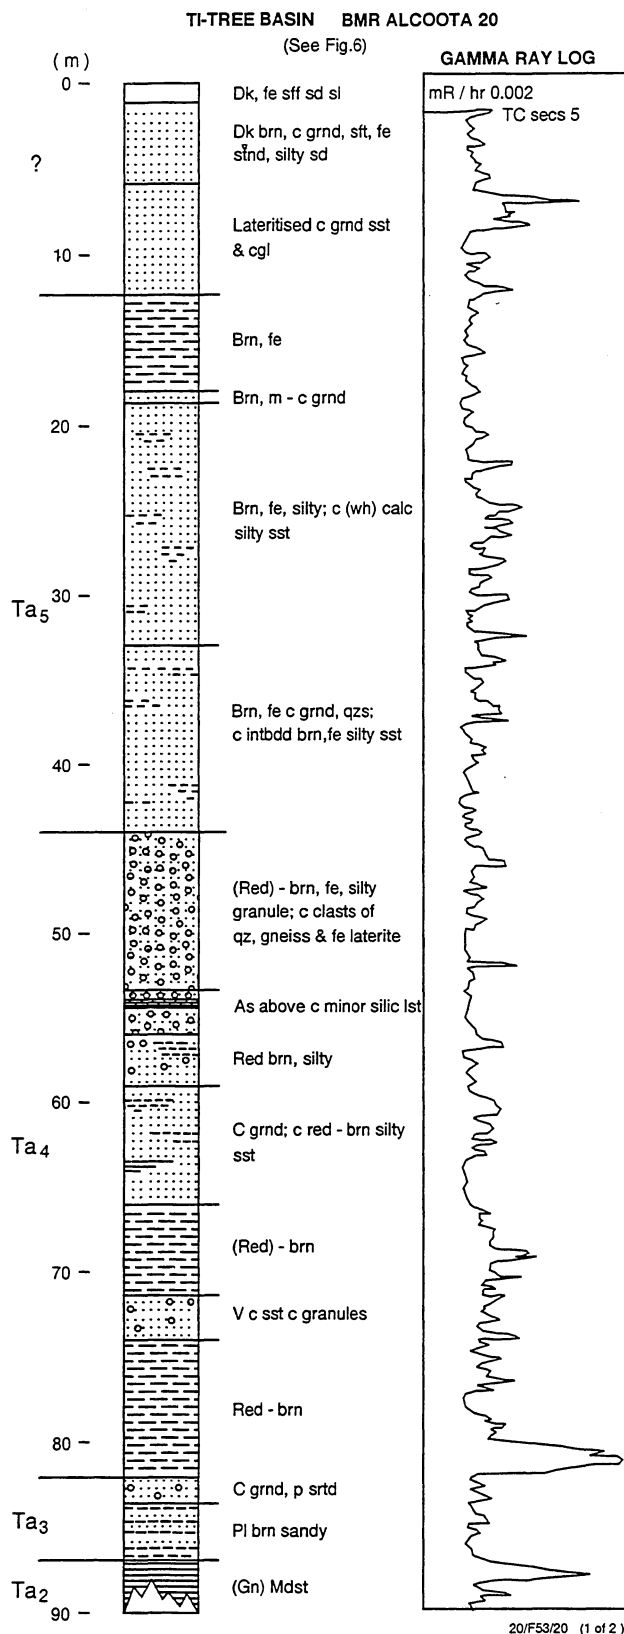 TI-TREE BASIN BMR ALCOOTA 20
(See Fig.6)
(m)
GAMMA RAY LOG
0
Dk, fe sff sd sl
mR / hr 0.002
TC secs 5
Dk brn, c grnd, sft, fe
stnd, silty sd
?
Lateritised c grnd sst
& cgl
10
Brn, fe
Brn, m - c grnd
20
Brn, fe, silty; c (wh) calc
silty sst
30
Ta5
Brn, fe c grnd, qzs;
c intbdd brn,fe silty sst
40
(Red) - brn, fe, silty
granule; c clasts of
qz, gneiss & fe laterite
50
As above c minor silic lst
Red brn, silty
60
C grnd; c red - brn silty
sst
Ta4
(Red) - brn
70
V c sst c granules
Red - brn
80
C grnd, p srtd
Ta3
Pl brn sandy
(Gn) Mdst
Ta2
90
20/F53/20 (1 of 2)